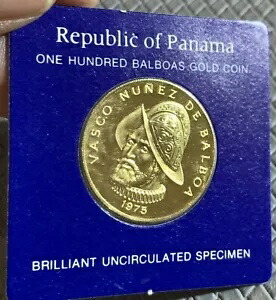 Republic of Panama
ONE HUNDRED BALBOAS GOLD COIN
VASCO NUÑEZ DE BALBOA
1975
BRILLIANT UNCIRCULATED SPECIMEN